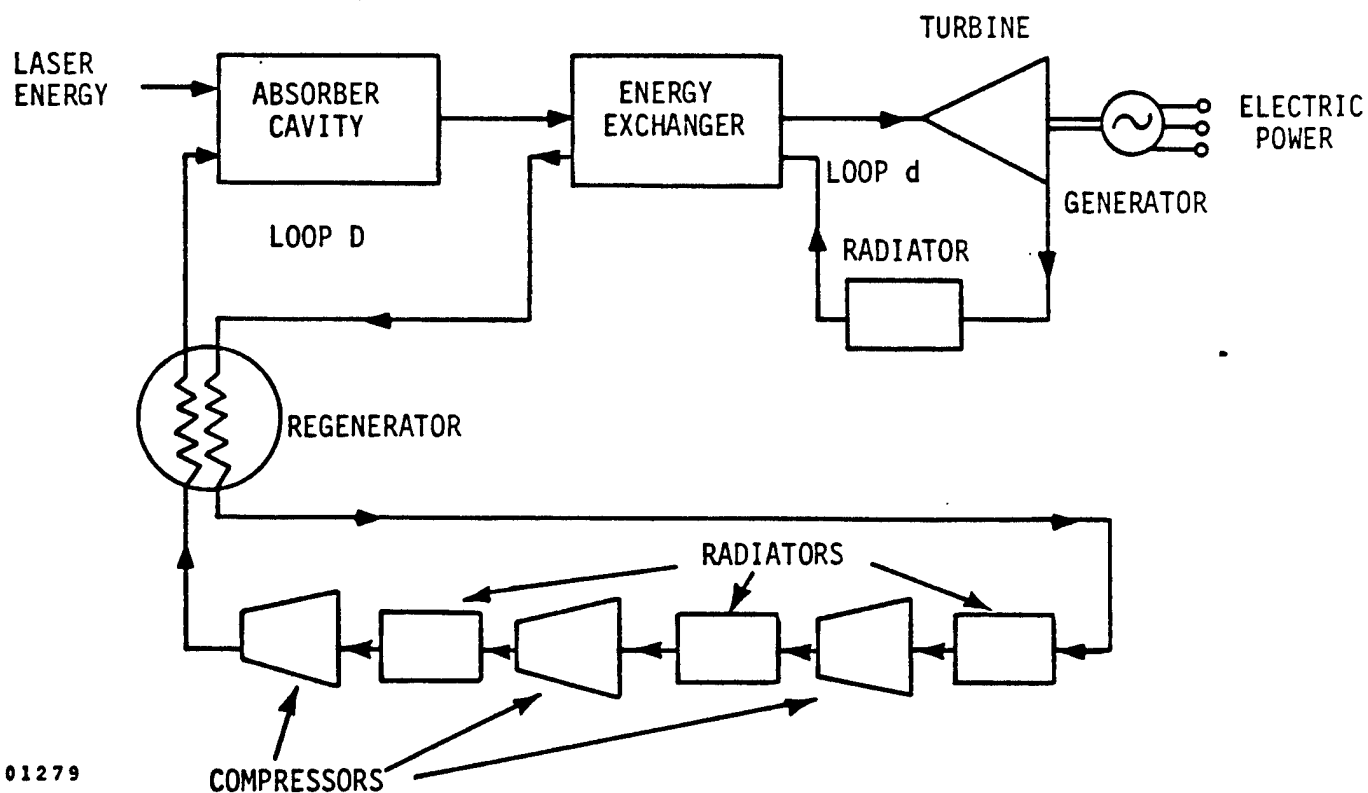 TURBINE
LASER
ENERGY
ABSORBER
CAVITY
ENERGY
EXCHANGER
ELECTRIC
POWER
LOOP d
GENERATOR
LOOP D
RADIATOR
REGENERATOR
RADIATORS
COMPRESSORS
01279